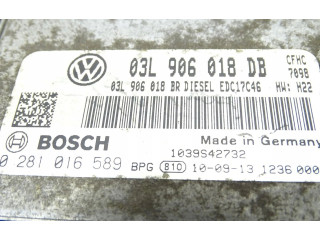 03L 906 018 DB
CFHC
7098
03L 906 018 BR DIESEL EDC17C46 HW: H22
BOSCH
Made in Germany
1039S42732
0 281 016 589 BPG 810 10-09-13 1236 000